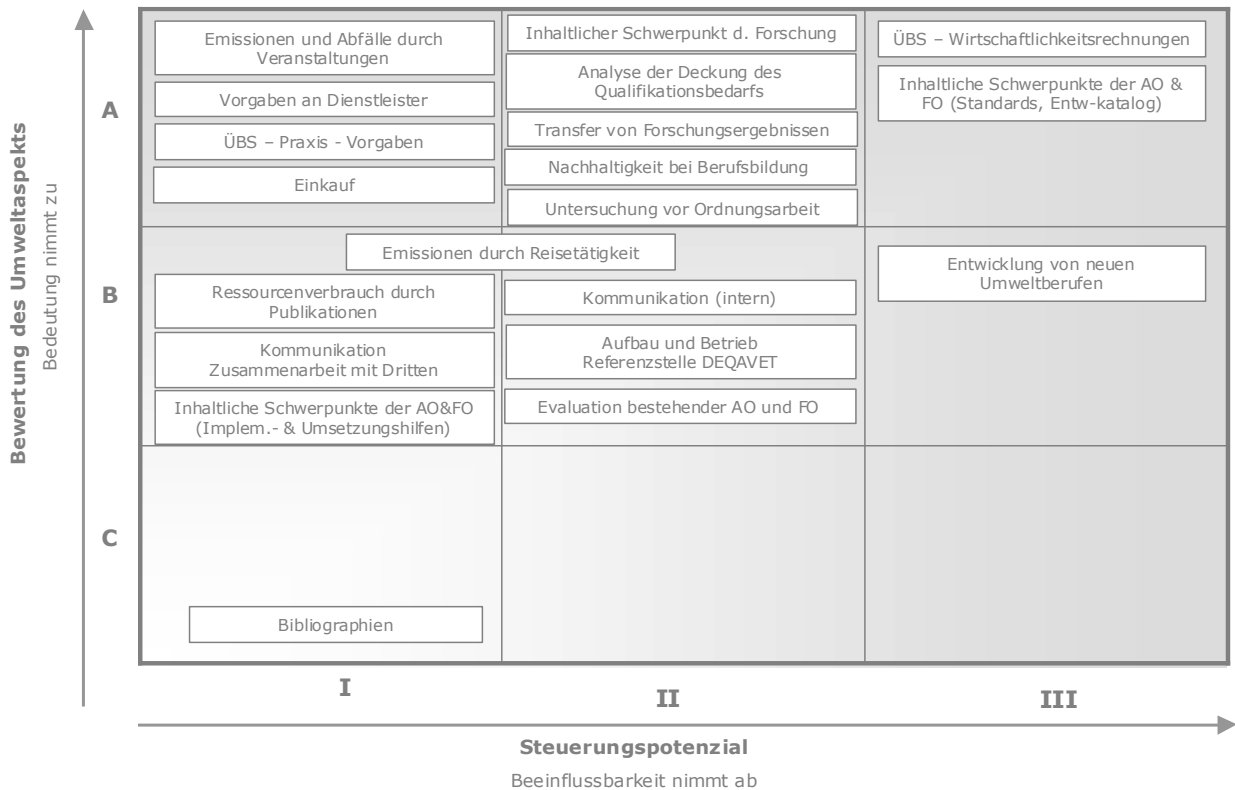 Bewertung des Umweltaspekts
Bedeutung nimmt zu
A
Emissionen und Abfälle durch
Veranstaltungen
Vorgaben an Dienstleister
ÜBS – Praxis - Vorgaben
Einkauf
Inhaltlicher Schwerpunkt d. Forschung
Analyse der Deckung des
Qualifikationsbedarfs
Transfer von Forschungsergebnissen
Nachhaltigkeit bei Berufsbildung
Untersuchung vor Ordnungsarbeit
ÜBS – Wirtschaftlichkeitsrechnungen
Inhaltliche Schwerpunkte der AO &
FO (Standards, Entw-katalog)
B
Emissionen durch Reisetätigkeit
Ressourcenverbrauch durch
Publikationen
Kommunikation
Zusammenarbeit mit Dritten
Inhaltliche Schwerpunkte der AO&FO
(Implem.- & Umsetzungshilfen)
Kommunikation (intern)
Aufbau und Betrieb
Referenzstelle DEQAVET
Evaluation bestehender AO und FO
Entwicklung von neuen
Umweltberufen
C
Bibliographien
I
II
III
Steuerungspotenzial
Beeinflussbarkeit nimmt ab